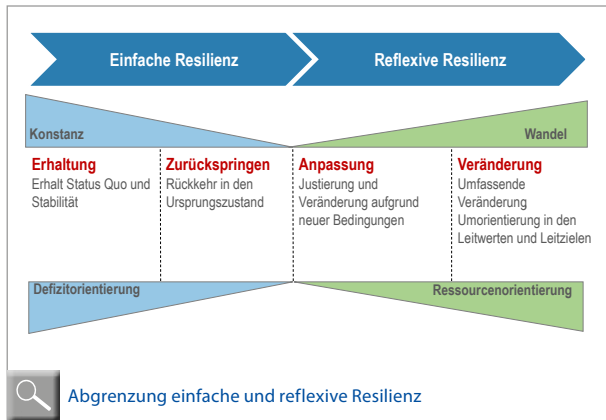 Einfache Resilienz
Reflexive Resilienz
Konstanz
Wandel
Erhaltung
Erhalt Status Quo und
Stabilität
Zurückspringen
Rückkehr in den
Ursprungszustand
Anpassung
Justierung und
Veränderung aufgrund
neuer Bedingungen
Veränderung
Umfassende
Veränderung
Umorientierung in den
Leitwerten und Leitzielen
Defizitorientierung
Ressourcenorientierung
Abgrenzung einfache und reflexive Resilienz